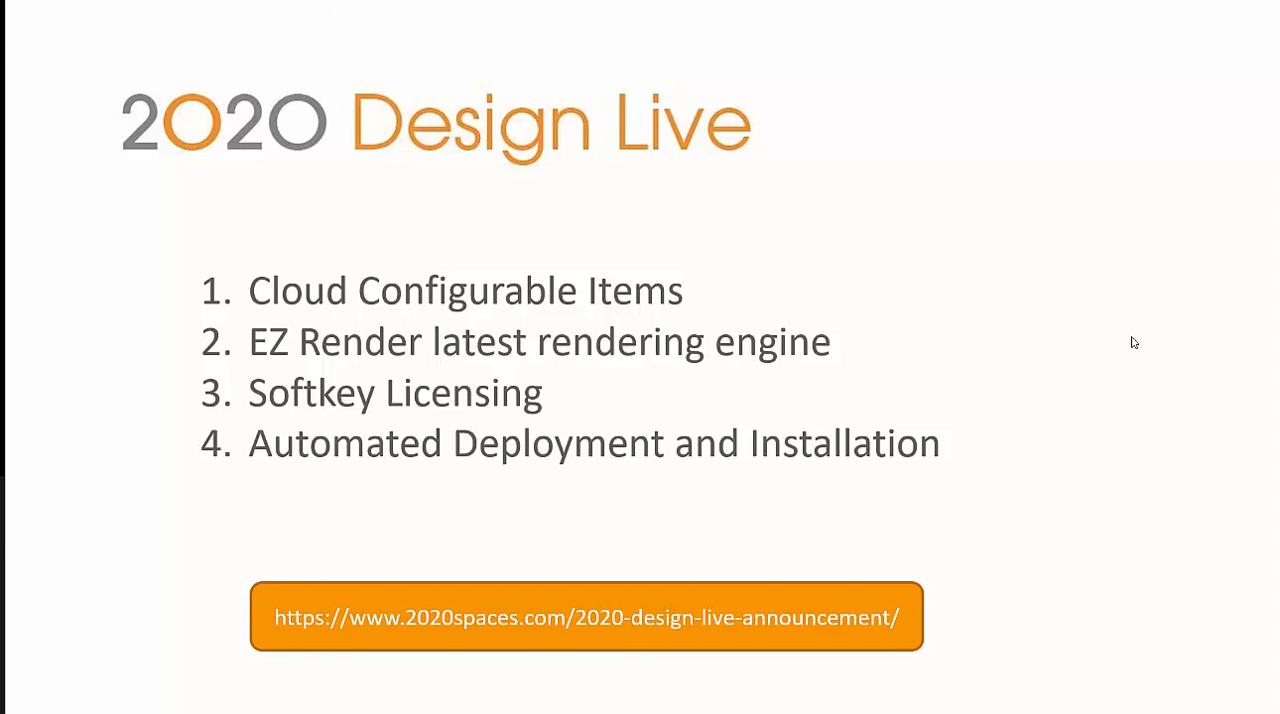 2020 Design Live
1. Cloud Configurable Items
2. EZ Render latest rendering engine
3. Softkey Licensing
4. Automated Deployment and Installation
https://www.2020spaces.com/2020-design-live-announcement/